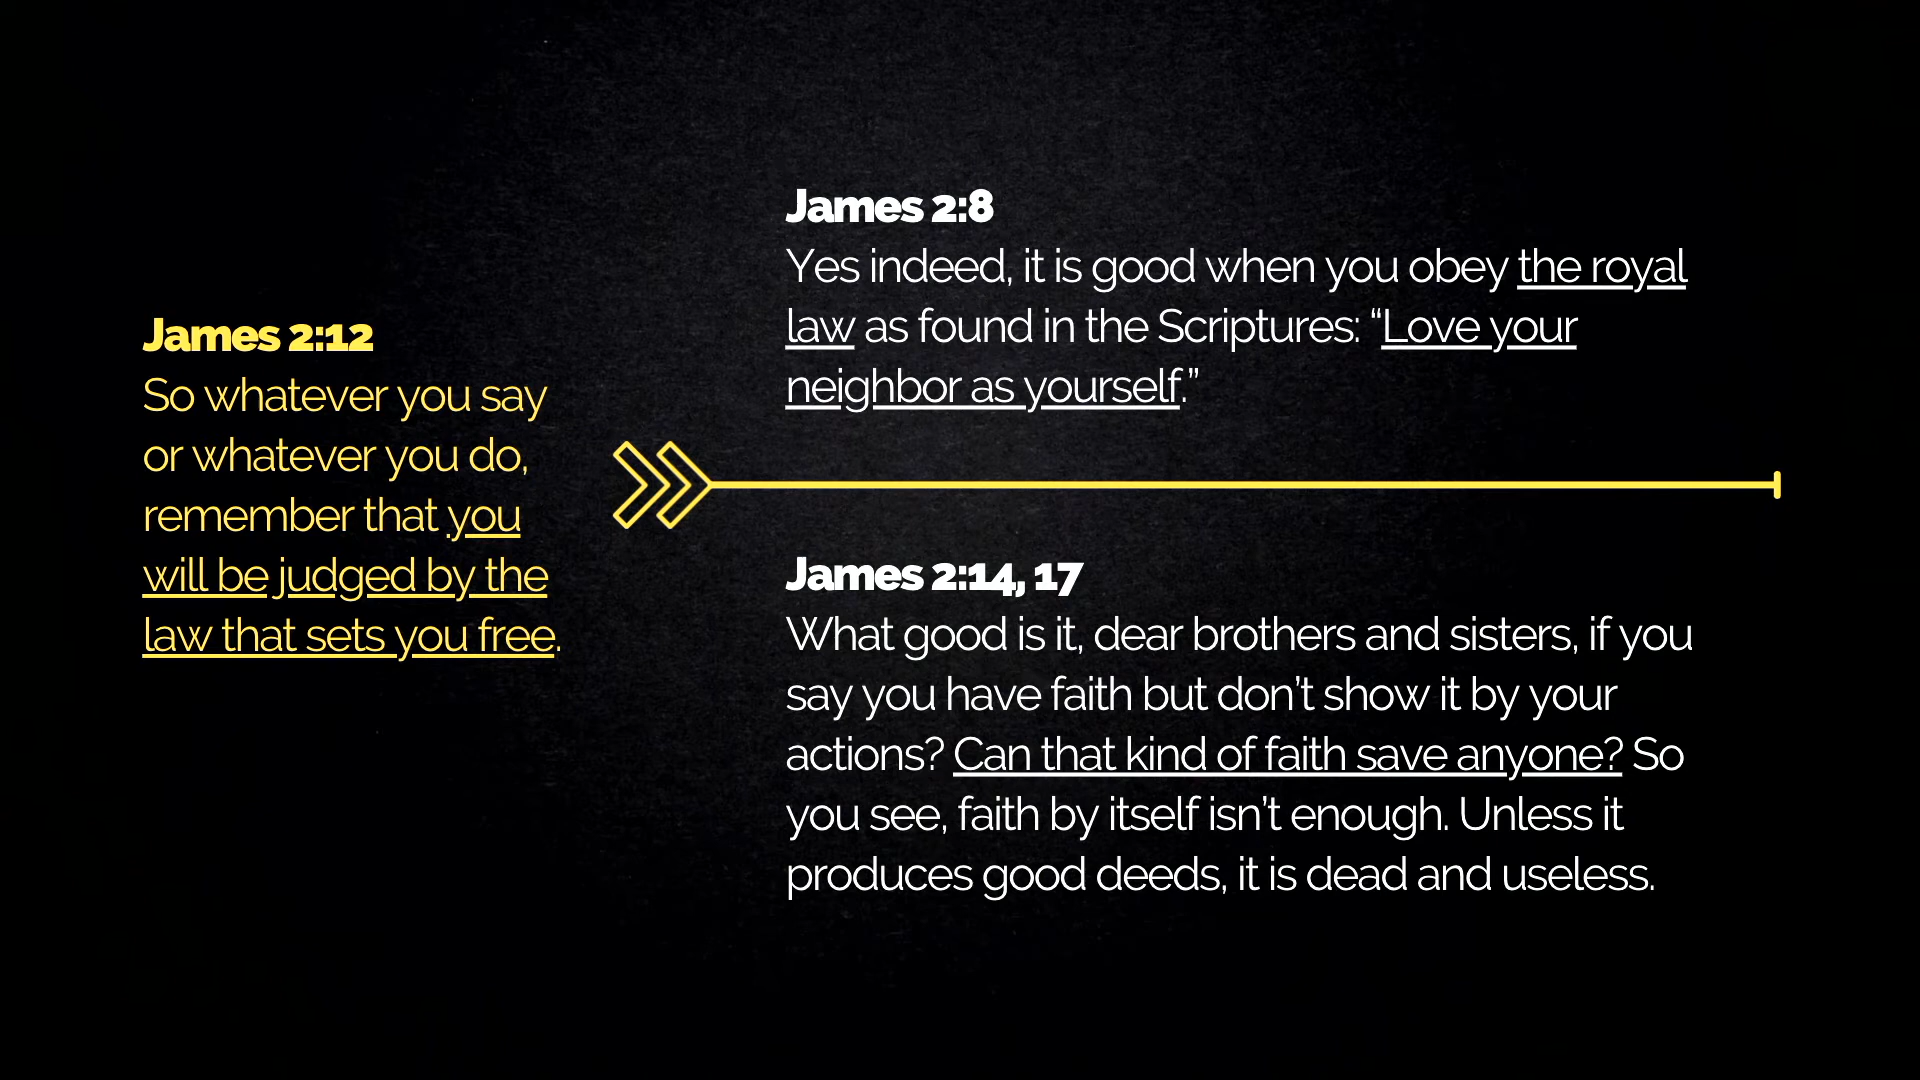 James 2:12
So whatever you say
or whatever you do,
remember that you
will be judged by the
law that sets you free.
James 2:8
Yes indeed, it is good when you obey the royal
law as found in the Scriptures: “Love your
neighbor as yourself.”
James 2:14, 17
What good is it, dear brothers and sisters, if you
say you have faith but don’t show it by your
actions? Can that kind of faith save anyone? So
you see, faith by itself isn’t enough. Unless it
produces good deeds, it is dead and useless.